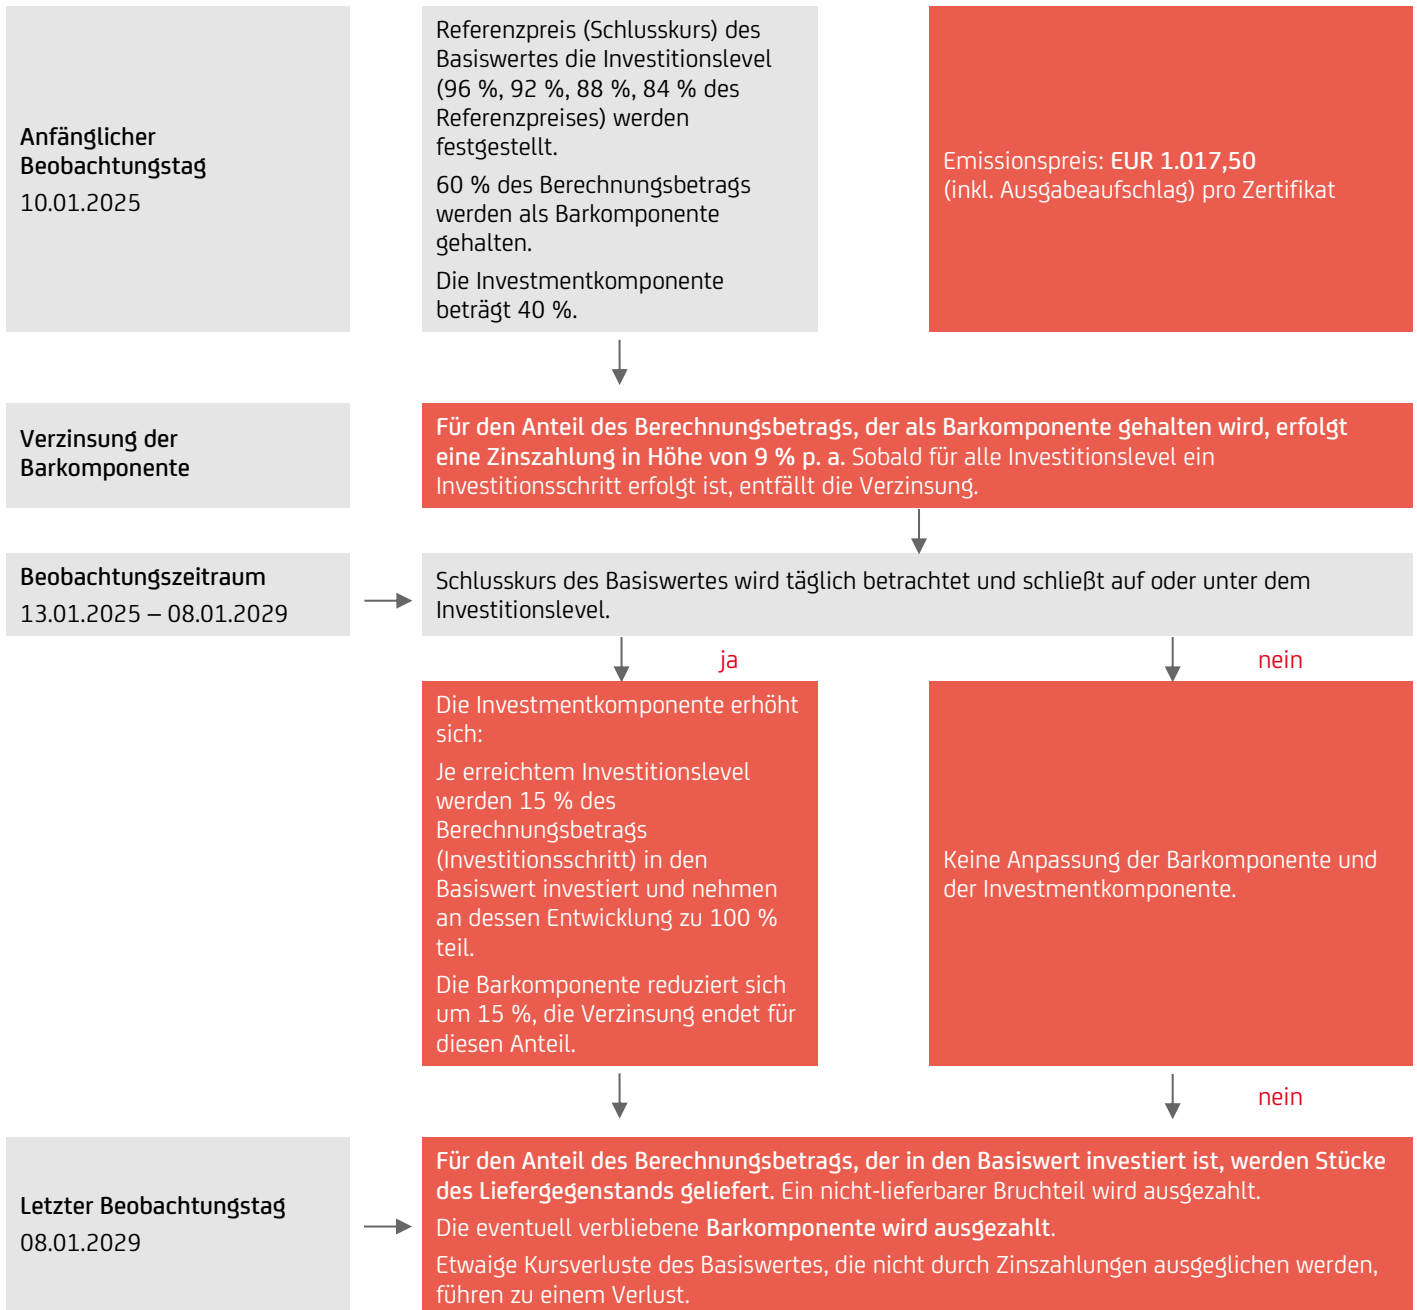 Anfänglicher
Beobachtungstag
10.01.2025
Referenzpreis (Schlusskurs) des
Basiswertes die Investitionslevel
(96 %, 92 %, 88 %, 84 % des
Referenzpreises) werden
festgestellt.
60 % des Berechnungsbetrags
werden als Barkomponente
gehalten.
Die Investmentkomponente
beträgt 40 %.
Emissionspreis: EUR 1.017,50
(inkl. Ausgabeaufschlag) pro Zertifikat
Verzinsung der
Barkomponente
Für den Anteil des Berechnungsbetrags, der als Barkomponente gehalten wird, erfolgt
eine Zinszahlung in Höhe von 9 % p. a. Sobald für alle Investitionslevel ein
Investitionsschritt erfolgt ist, entfällt die Verzinsung.
Beobachtungszeitraum
13.01.2025 – 08.01.2029
Schlusskurs des Basiswertes wird täglich betrachtet und schließt auf oder unter dem
Investitionslevel.
ja
nein
Die Investmentkomponente erhöht
sich:
Je erreichtem Investitionslevel
werden 15 % des
Berechnungsbetrags
(Investitionsschritt) in den
Basiswert investiert und nehmen
an dessen Entwicklung zu 100 %
teil.
Die Barkomponente reduziert sich
um 15 %, die Verzinsung endet für
diesen Anteil.
Keine Anpassung der Barkomponente und
der Investmentkomponente.
nein
Letzter Beobachtungstag
08.01.2029
Für den Anteil des Berechnungsbetrags, der in den Basiswert investiert ist, werden Stücke
des Liefergegenstands geliefert. Ein nicht-lieferbarer Bruchteil wird ausgezahlt.
Die eventuell verbliebene Barkomponente wird ausgezahlt.
Etwaige Kursverluste des Basiswertes, die nicht durch Zinszahlungen ausgeglichen werden,
führen zu einem Verlust.